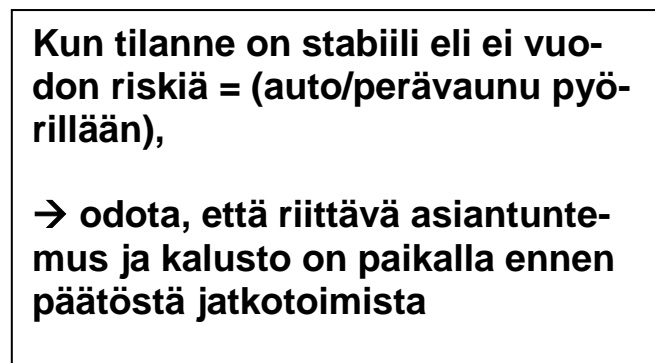 Kun tilanne on stabiili eli ei vuo-
don riskiä = (auto/perävaunu pyö-
rillään),
→ odota, että riittävä asiantunte-
mus ja kalusto on paikalla ennen
päätöstä jatkotoimista